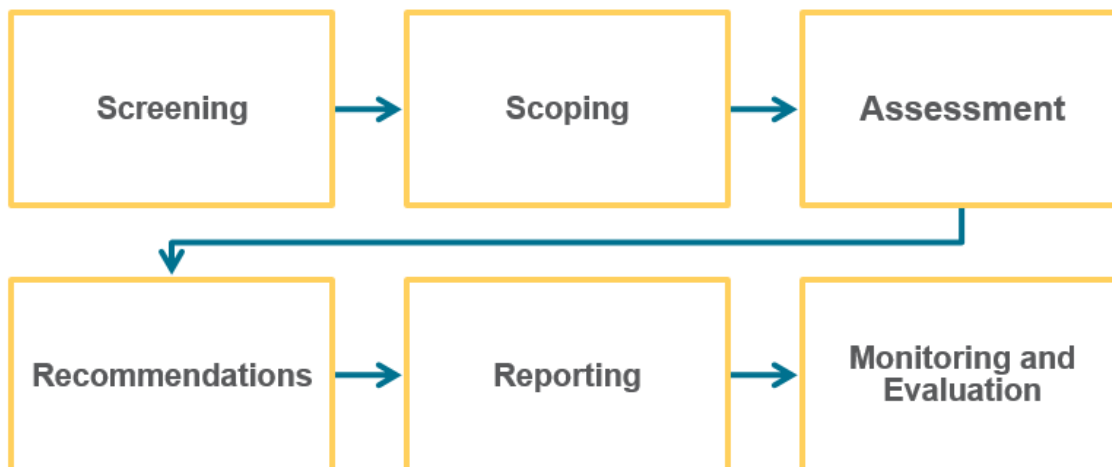 Screening
Scoping
Assessment
Recommendations
Reporting
Monitoring and
Evaluation